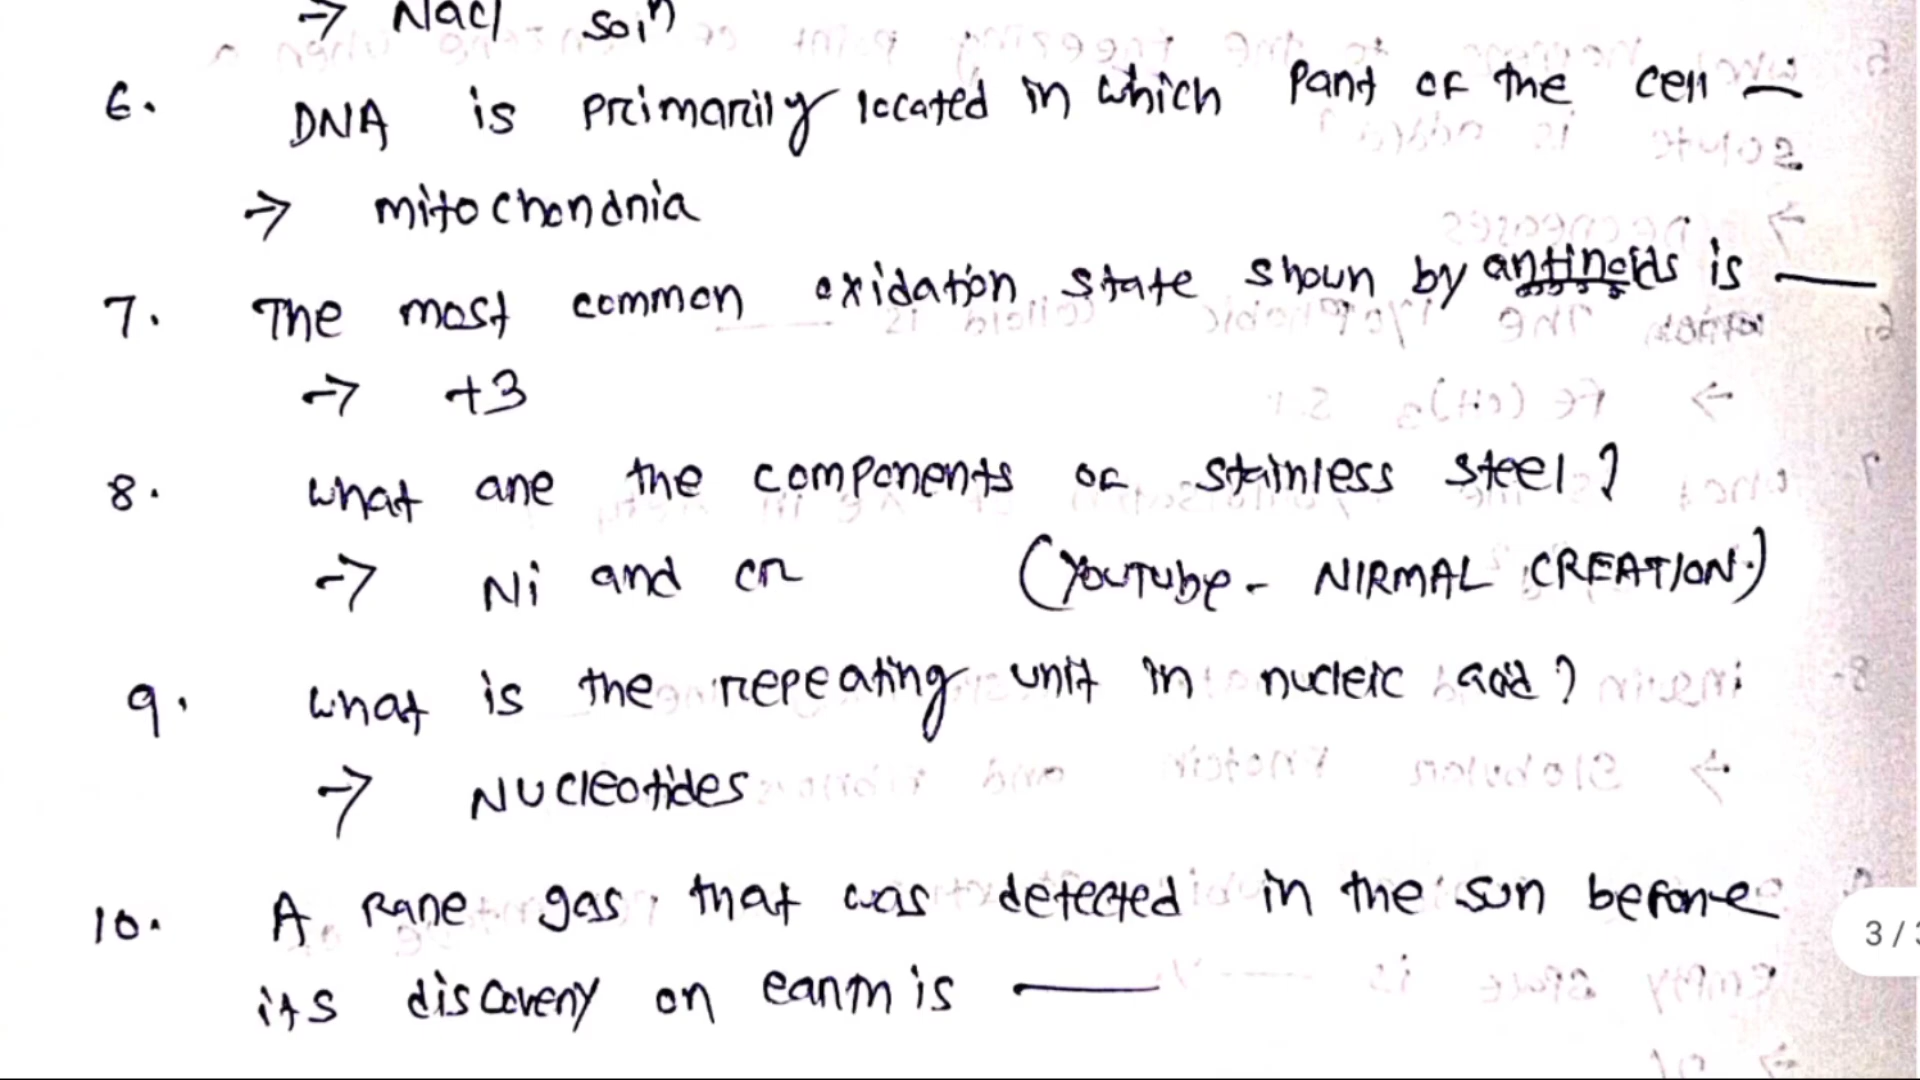 → Nacl soln
6. DNA is primarily located in which part of the cell —
→ mitochondria
7. The most common oxidation state shown by antinoids is —
→ +3
8. what are the components of stainless steel?
→ Ni and cr (YouTube - NIRMAL CREATION.)
9. what is the repeating unit in nucleic acid?
→ Nucleotides
10. A Rare gas that was detected in the sun before
its discovery on earth is —
3/3